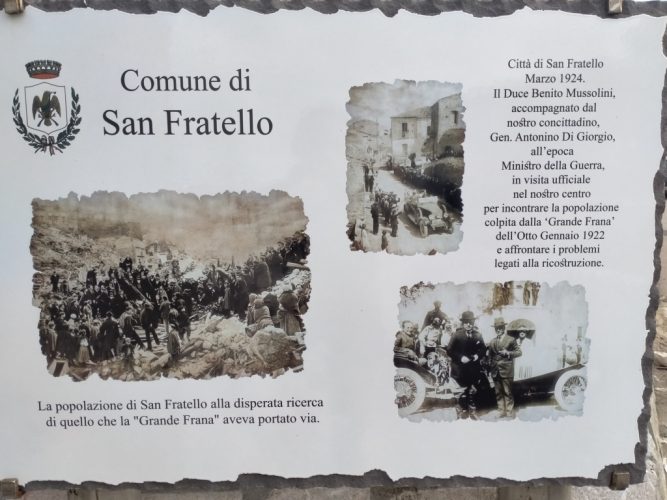 Comune di
San Fratello
Città di San Fratello
Marzo 1924.
Il Duce Benito Mussolini,
accompagnato dal
nostro concittadino,
Gen. Antonino Di Giorgio,
all'epoca
Ministro della Guerra,
in visita ufficiale
nel nostro centro
per incontrare la popolazione
colpita dalla 'Grande Frana'
dell'Otto Gennaio 1922
e affrontare i problemi
legati alla ricostruzione.
La popolazione di San Fratello alla disperata ricerca
di quello che la "Grande Frana" aveva portato via.